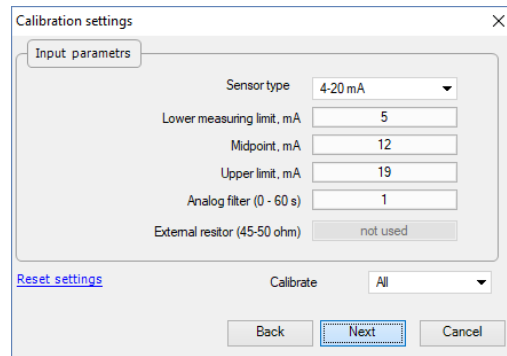 Calibration settings
Input parametrs
Sensor type 4-20 mA
Lower measuring limit, mA 5
Midpoint, mA 12
Upper limit, mA 19
Analog filter (0 - 60 s) 1
External resitor (45-50 ohm) not used
Reset settings Calibrate All
Back Next Cancel